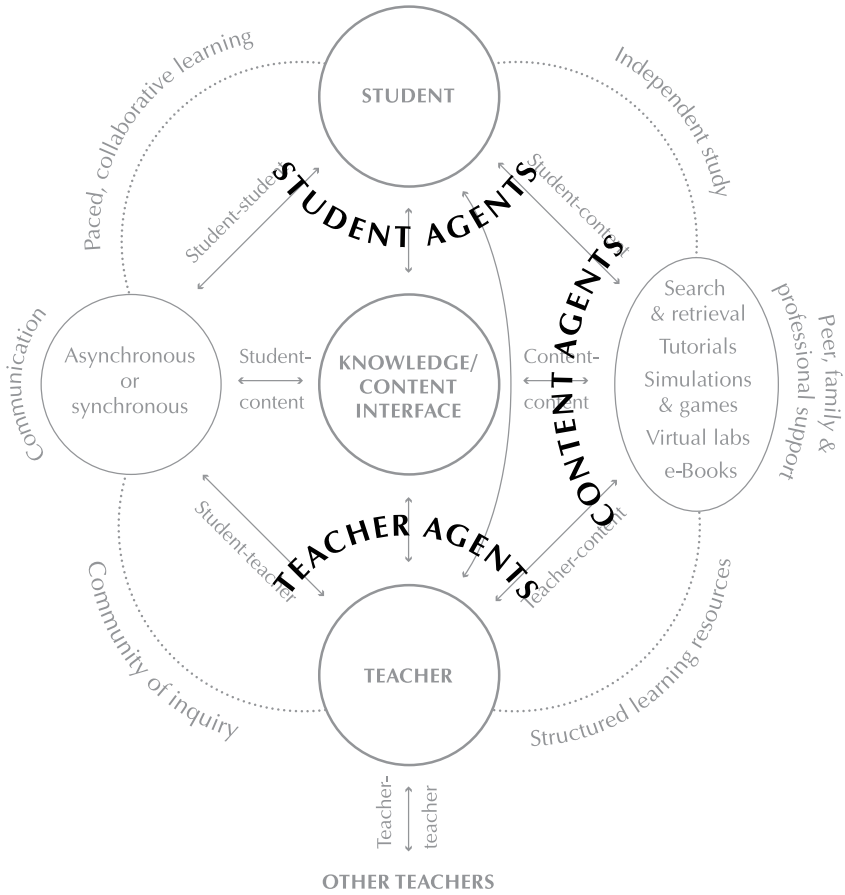 STUDENT
Paced, collaborative learning
Independent study
Student-student
STUDENT AGENTS
Student-content
CONTENT AGENTS
Communication
Asynchronous
or
synchronous
Student-
content
KNOWLEDGE/
CONTENT
INTERFACE
Content-
content
Search
& retrieval
Tutorials
Simulations
& games
Virtual labs
e-Books
Peer, family &
professional support
Student-teacher
TEACHER AGENTS
Teacher-content
Community of inquiry
TEACHER
Structured learning resources
Teacher-
teacher
OTHER TEACHERS